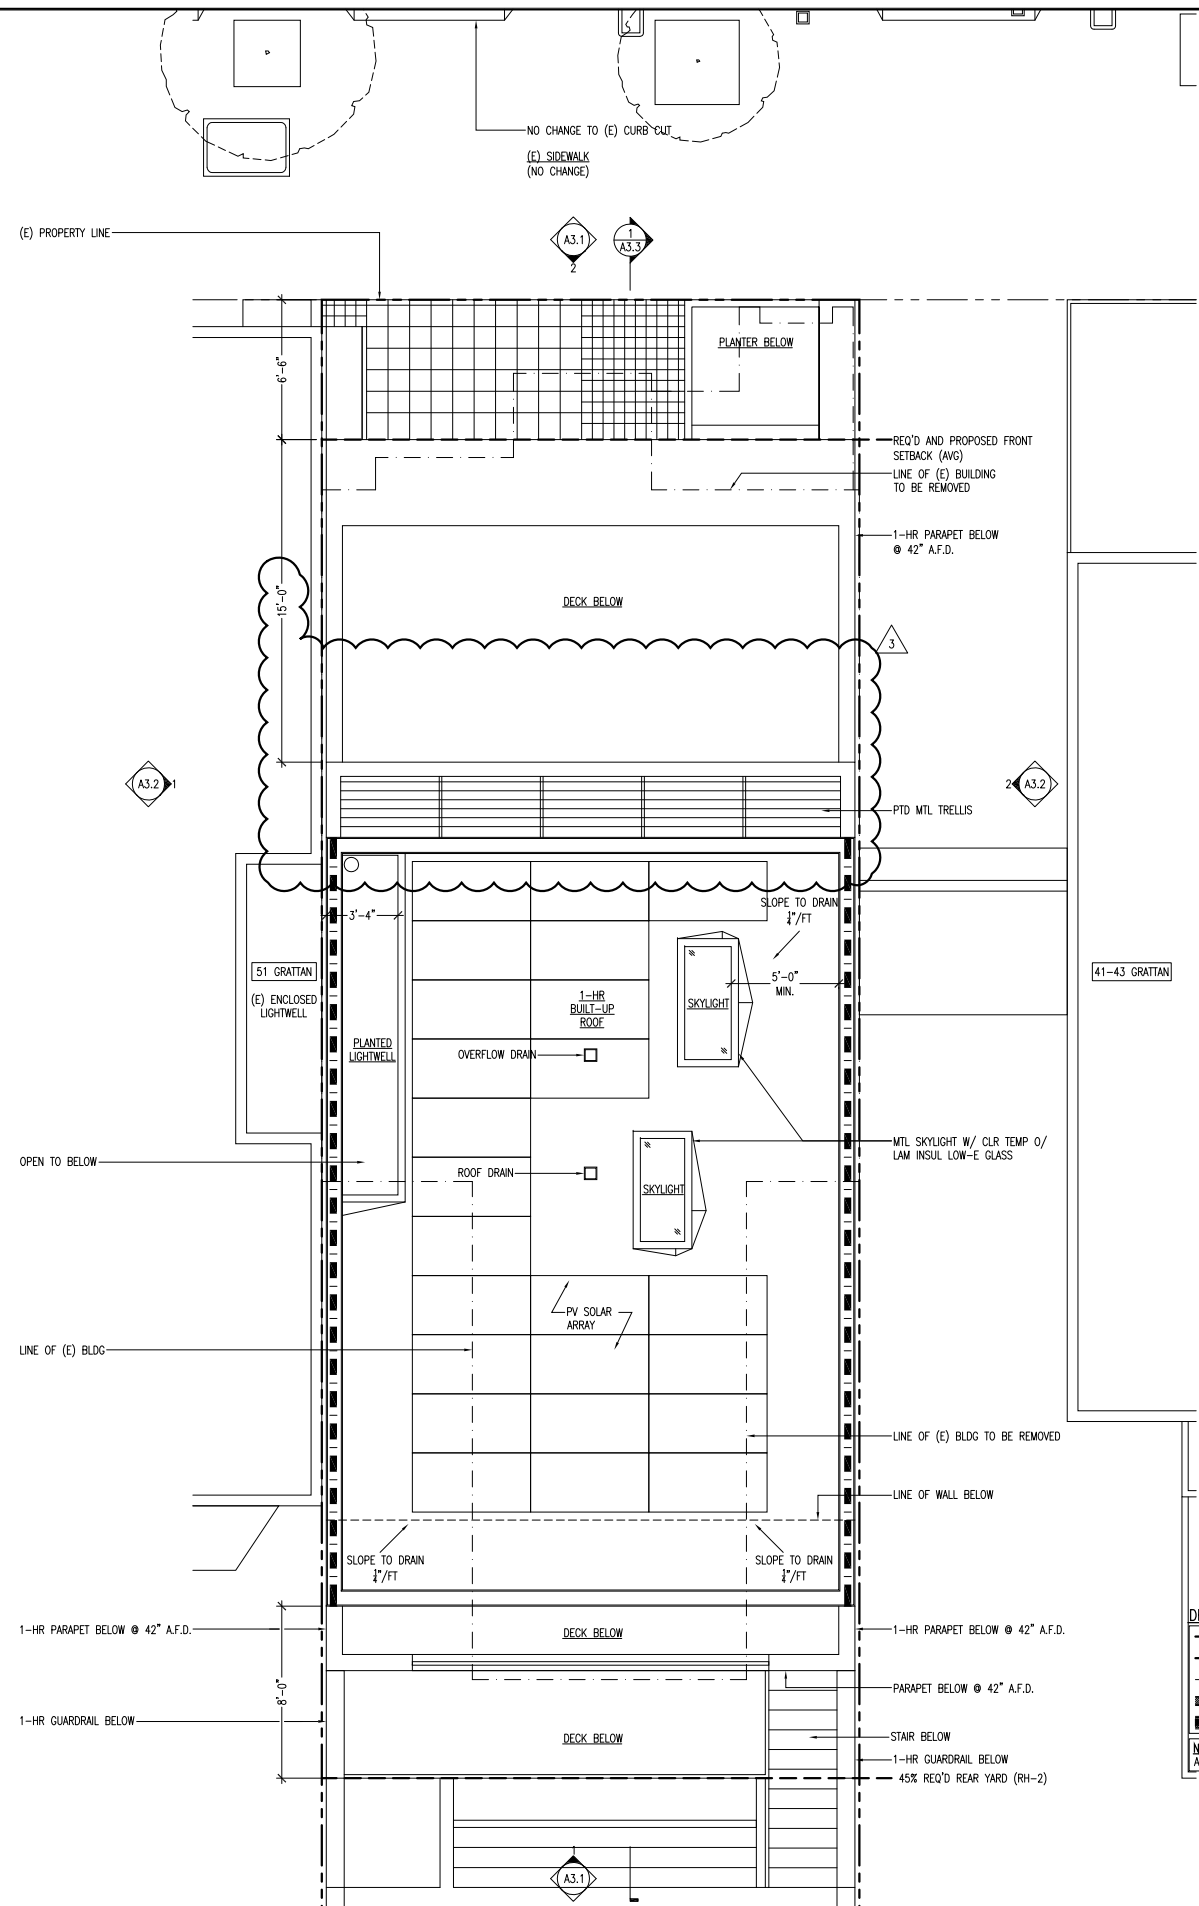 NO CHANGE TO (E) CURB CUT
(E) SIDEWALK
(NO CHANGE)
(E) PROPERTY LINE
A3.1
2
1
A3.3
PLANTER BELOW
6'-6"
REQ'D AND PROPOSED FRONT
SETBACK (AVG)
LINE OF (E) BUILDING
TO BE REMOVED
1-HR PARAPET BELOW
@ 42" A.F.D.
15'-0"
DECK BELOW
3
A3.2
1
2
A3.2
PTD MTL TRELLIS
SLOPE TO DRAIN
¼"/FT
3'-4"
51 GRATTAN
(E) ENCLOSED
LIGHTWELL
5'-0"
MIN.
41-43 GRATTAN
1-HR
BUILT-UP
ROOF
SKYLIGHT
PLANTED
LIGHTWELL
OVERFLOW DRAIN
MTL SKYLIGHT W/ CLR TEMP O/
LAM INSUL LOW-E GLASS
OPEN TO BELOW
ROOF DRAIN
SKYLIGHT
PV SOLAR
ARRAY
LINE OF (E) BLDG
LINE OF (E) BLDG TO BE REMOVED
LINE OF WALL BELOW
SLOPE TO DRAIN
¼"/FT
SLOPE TO DRAIN
¼"/FT
1-HR PARAPET BELOW @ 42" A.F.D.
DECK BELOW
1-HR PARAPET BELOW @ 42" A.F.D.
8'-0"
PARAPET BELOW @ 42" A.F.D.
1-HR GUARDRAIL BELOW
DECK BELOW
STAIR BELOW
1-HR GUARDRAIL BELOW
45% REQ'D REAR YARD (RH-2)
1
A3.1